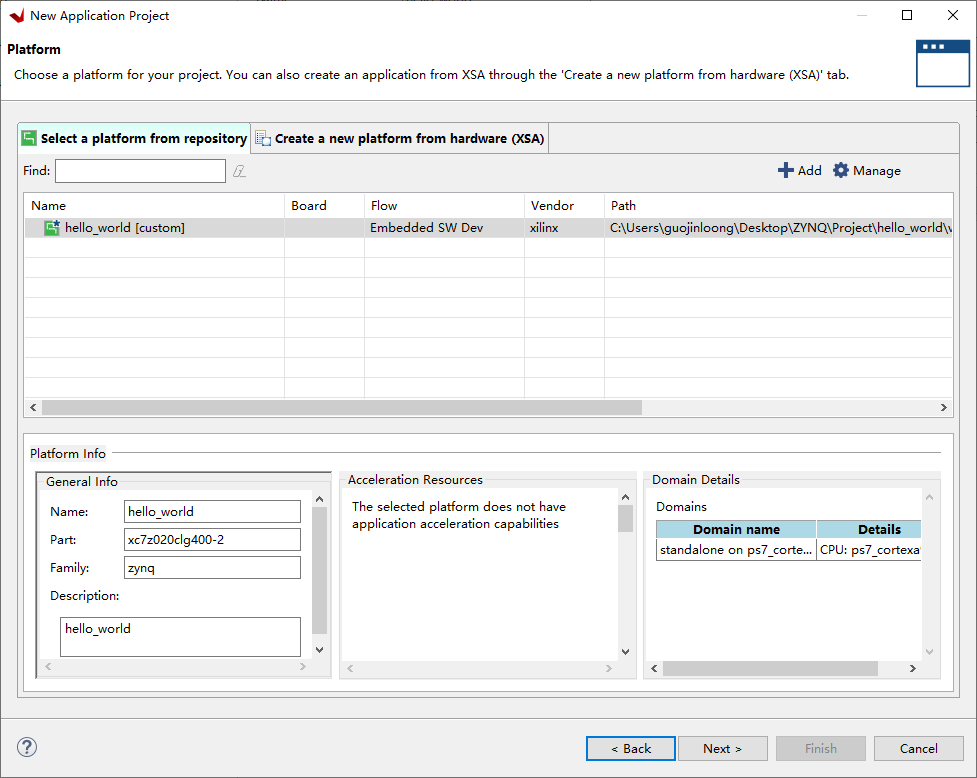 New Application Project
Platform
Choose a platform for your project. You can also create an application from XSA through the 'Create a new platform from hardware (XSA)' tab.
Select a platform from repository Create a new platform from hardware (XSA)
Find: Add Manage
Name Board Flow Vendor Path
hello_world [custom] Embedded SW Dev xilinx C:\Users\guojinloong\Desktop\ZYNQ\Project\hello_world\v
Platform Info
General Info
Name: hello_world
Part: xc7z020clg400-2
Family: zynq
Description:
hello_world
Acceleration Resources
The selected platform does not have
application acceleration capabilities
Domain Details
Domains
Domain name Details
standalone on ps7_corte... CPU: ps7_cortexa
< Back Next > Finish Cancel